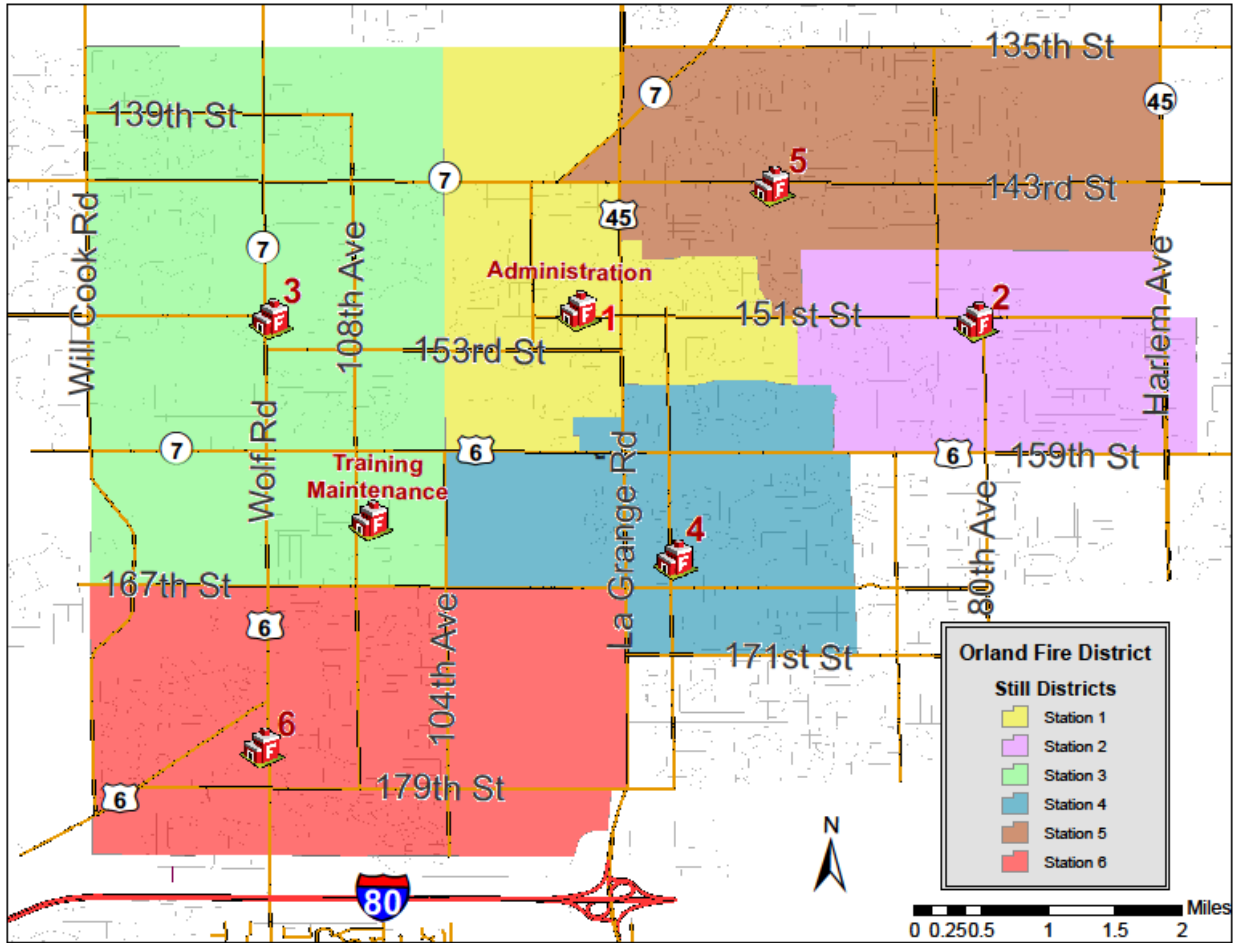 135th St
7
45
139th St
5
7
143rd St
45
7
Administration
3
1
2
151st St
153rd St
Will Cook Rd
108th Ave
Harlem Ave
7
6
6
159th St
Training
Maintenance
Wolf Rd
La Grange Rd
4
80th Ave
167th St
6
171st St
104th Ave
6
179th St
6
80
N
Orland Fire District
Still Districts
Station 1
Station 2
Station 3
Station 4
Station 5
Station 6
Miles
0 0.25 0.5 1 1.5 2